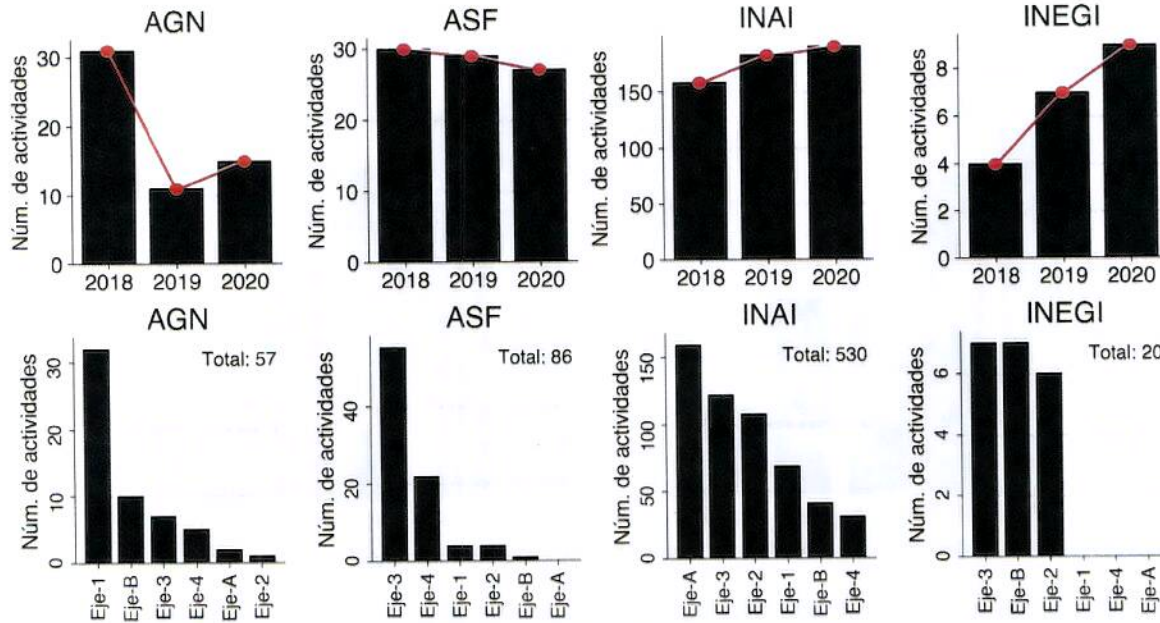 AGN
Núm. de actividades
30
20
10
0
2018 2019 2020
ASF
Núm. de actividades
30
20
10
0
2018 2019 2020
INAI
Núm. de actividades
150
100
50
0
2018 2019 2020
INEGI
Núm. de actividades
8
6
4
2
0
2018 2019 2020
AGN
Total: 57
Núm. de actividades
30
20
10
0
Eje-1 Eje-B Eje-3 Eje-4 Eje-A Eje-2
ASF
Total: 86
Núm. de actividades
40
20
0
Eje-3 Eje-4 Eje-1 Eje-2 Eje-B Eje-A
INAI
Total: 530
Núm. de actividades
150
100
50
0
Eje-A Eje-3 Eje-2 Eje-1 Eje-B Eje-4
INEGI
Total: 20
Núm. de actividades
6
4
2
0
Eje-3 Eje-B Eje-2 Eje-1 Eje-4 Eje-A